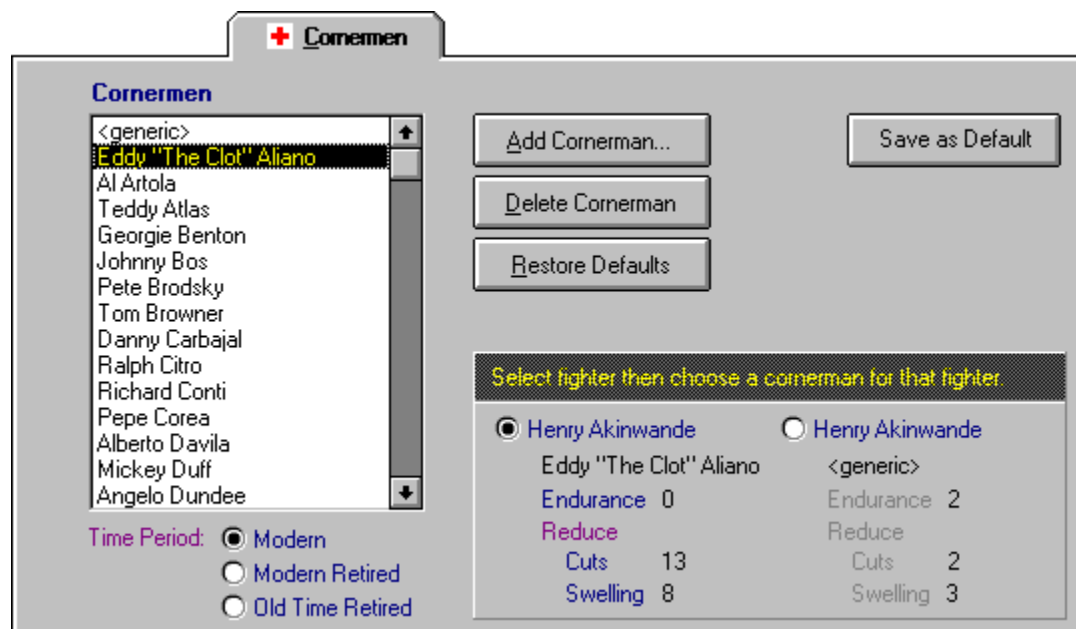 Cornermen
Cornermen
<generic>
Eddy "The Clot" Aliano
Al Artola
Teddy Atlas
Georgie Benton
Johnny Bos
Pete Brodsky
Tom Browner
Danny Carbajal
Ralph Citro
Richard Conti
Pepe Corea
Alberto Davila
Mickey Duff
Angelo Dundee
Time Period:
Modern
Modern Retired
Old Time Retired
Add Cornerman...
Delete Cornerman
Restore Defaults
Save as Default
Select fighter then choose a cornerman for that fighter.
Henry Akinwande
Eddy "The Clot" Aliano
Endurance 0
Reduce
Cuts 13
Swelling 8
Henry Akinwande
<generic>
Endurance 2
Reduce
Cuts 2
Swelling 3